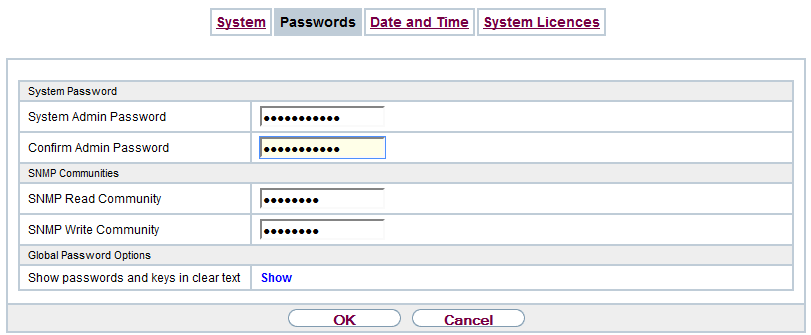 System Passwords Date and Time System Licences
System Password
System Admin Password ●●●●●●●●●●●
Confirm Admin Password ●●●●●●●●●●●
SNMP Communities
SNMP Read Community ●●●●●●●●
SNMP Write Community ●●●●●●●●
Global Password Options
Show passwords and keys in clear text Show
OK Cancel